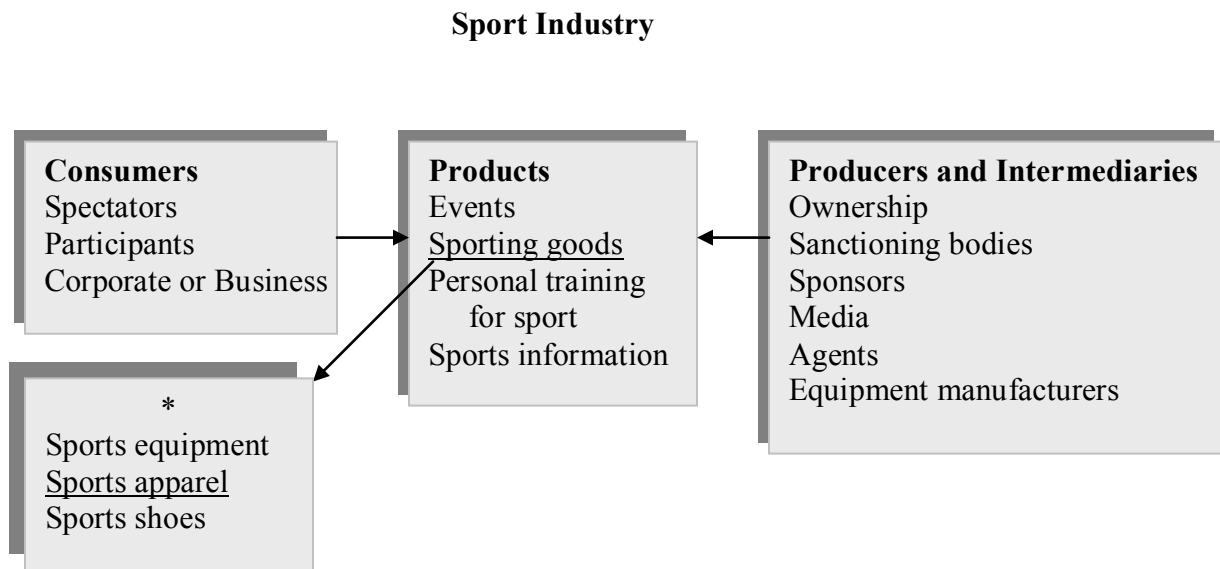 Sport Industry
Consumers
Spectators
Participants
Corporate or Business
Products
Events
Sporting goods
Personal training
for sport
Sports information
Producers and Intermediaries
Ownership
Sanctioning bodies
Sponsors
Media
Agents
Equipment manufacturers
*
Sports equipment
Sports apparel
Sports shoes